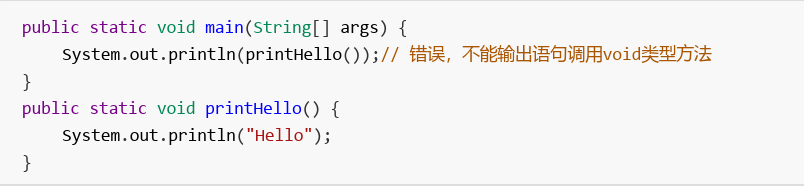 public static void main(String[] args) {
    System.out.println(printHello());// 错误，不能输出语句调用void类型方法
}
public static void printHello() {
    System.out.println("Hello");
}